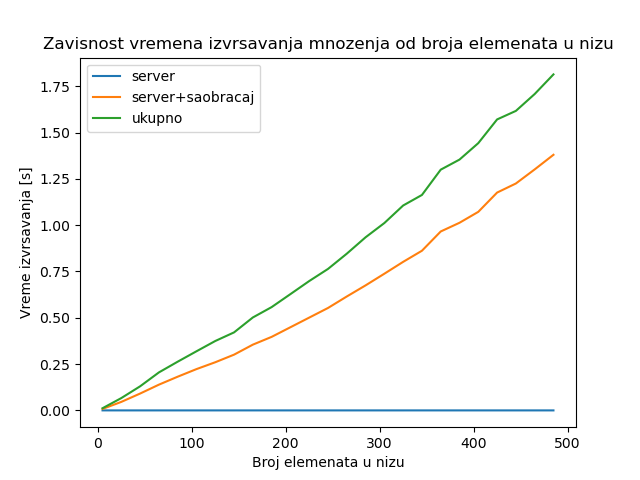 Zavisnost vremena izvrsavanja mnozenja od broja elemenata u nizu
server
server+saobracaj
ukupno
1.75
1.50
1.25
1.00
0.75
0.50
0.25
0.00
Vreme izvrsavanja [s]
0 100 200 300 400 500
Broj elemenata u nizu